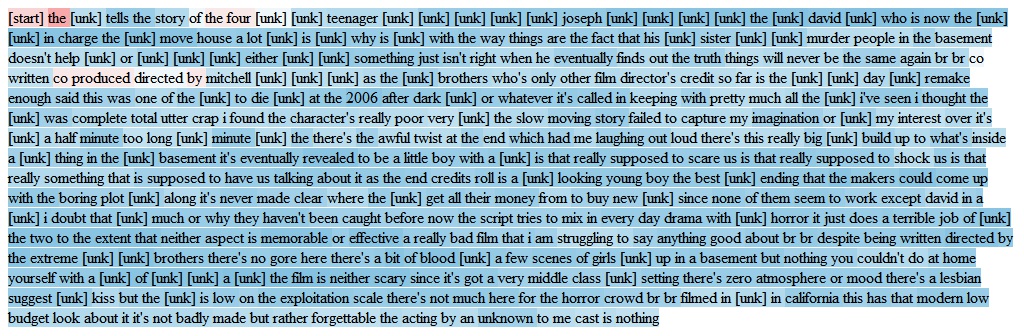 [start] the [unk] tells the story of the four [unk] [unk] teenager [unk] [unk] [unk] [unk] [unk] joseph [unk] [unk] [unk] [unk] the [unk] david [unk] who is now the [unk]
[unk] in charge the [unk] move house a lot [unk] is [unk] why is [unk] with the way things are the fact that his [unk] sister [unk] [unk] murder people in the basement
doesn't help [unk] or [unk] [unk] [unk] either [unk] [unk] something just isn't right when he eventually finds out the truth things will never be the same again br br co
written co produced directed by mitchell [unk] [unk] [unk] as the [unk] brothers who's only other film director's credit so far is the [unk] [unk] day [unk] remake
enough said this was one of the [unk] to die [unk] at the 2006 after dark [unk] or whatever it's called in keeping with pretty much all the [unk] i've seen i thought the
[unk] was complete total utter crap i found the character's really poor very [unk] the slow moving story failed to capture my imagination or [unk] my interest over it's
[unk] a half minute too long [unk] minute [unk] the there's the awful twist at the end which had me laughing out loud there's this really big [unk] build up to what's inside
a [unk] thing in the [unk] basement it's eventually revealed to be a little boy with a [unk] is that really supposed to scare us is that really supposed to shock us is that
really something that is supposed to have us talking about it as the end credits roll is a [unk] looking young boy the best [unk] ending that the makers could come up
with the boring plot [unk] along it's never made clear where the [unk] get all their money from to buy new [unk] since none of them seem to work except david in a
[unk] i doubt that [unk] much or why they haven't been caught before now the script tries to mix in every day drama with [unk] horror it just does a terrible job of [unk]
the two to the extent that neither aspect is memorable or effective a really bad film that i am struggling to say anything good about br br despite being written directed by
the extreme [unk] [unk] brothers there's no gore here there's a bit of blood [unk] a few scenes of girls [unk] up in a basement but nothing you couldn't do at home
yourself with a [unk] of [unk] [unk] a [unk] the film is neither scary since it's got a very middle class [unk] setting there's zero atmosphere or mood there's a lesbian
suggest [unk] kiss but the [unk] is low on the exploitation scale there's not much here for the horror crowd br br filmed in [unk] in california this has that modern low
budget look about it it's not badly made but rather forgettable the acting by an unknown to me cast is nothing